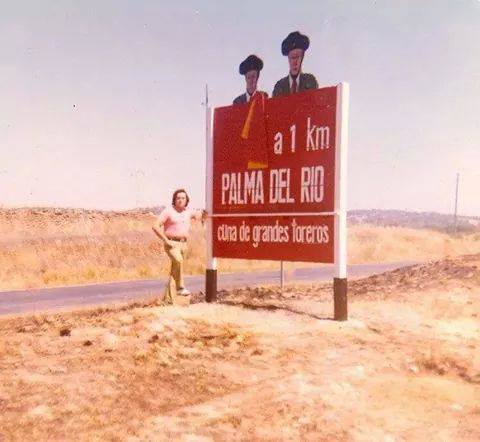 a 1 km
PALMA DEL RIO
cuna de grandes toreros